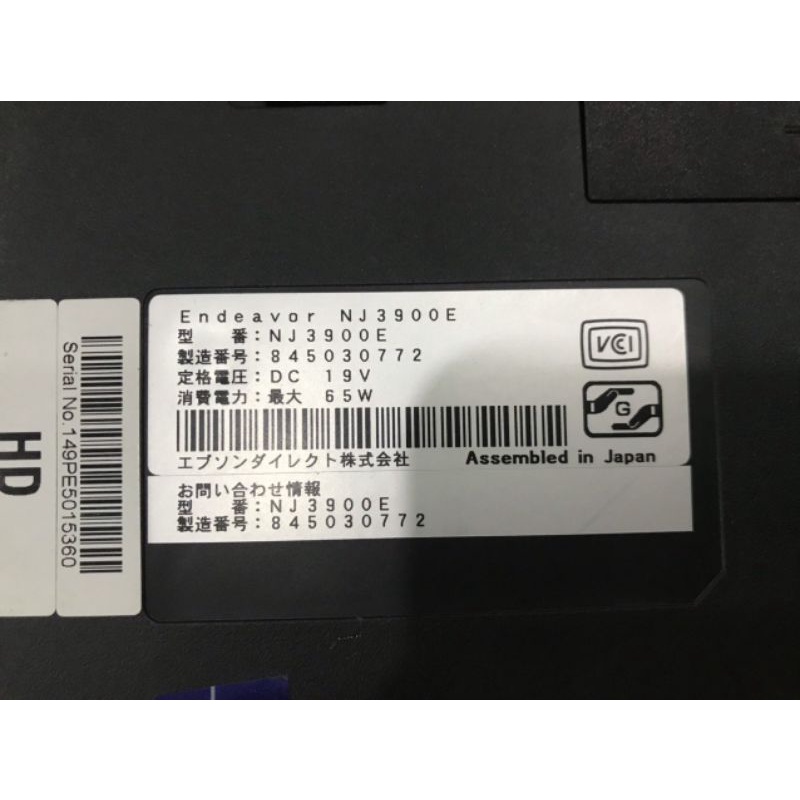 Endeavor NJ3900E
型　番：NJ3900E
製造番号：845030772
定格電圧：DC 19V
消費電力：最大 65W
VCCI
G
エプソンダイレクト株式会社 Assembled in Japan
お問い合わせ情報
型　番：NJ3900E
製造番号：845030772
Serial No.149PE5015360
HD